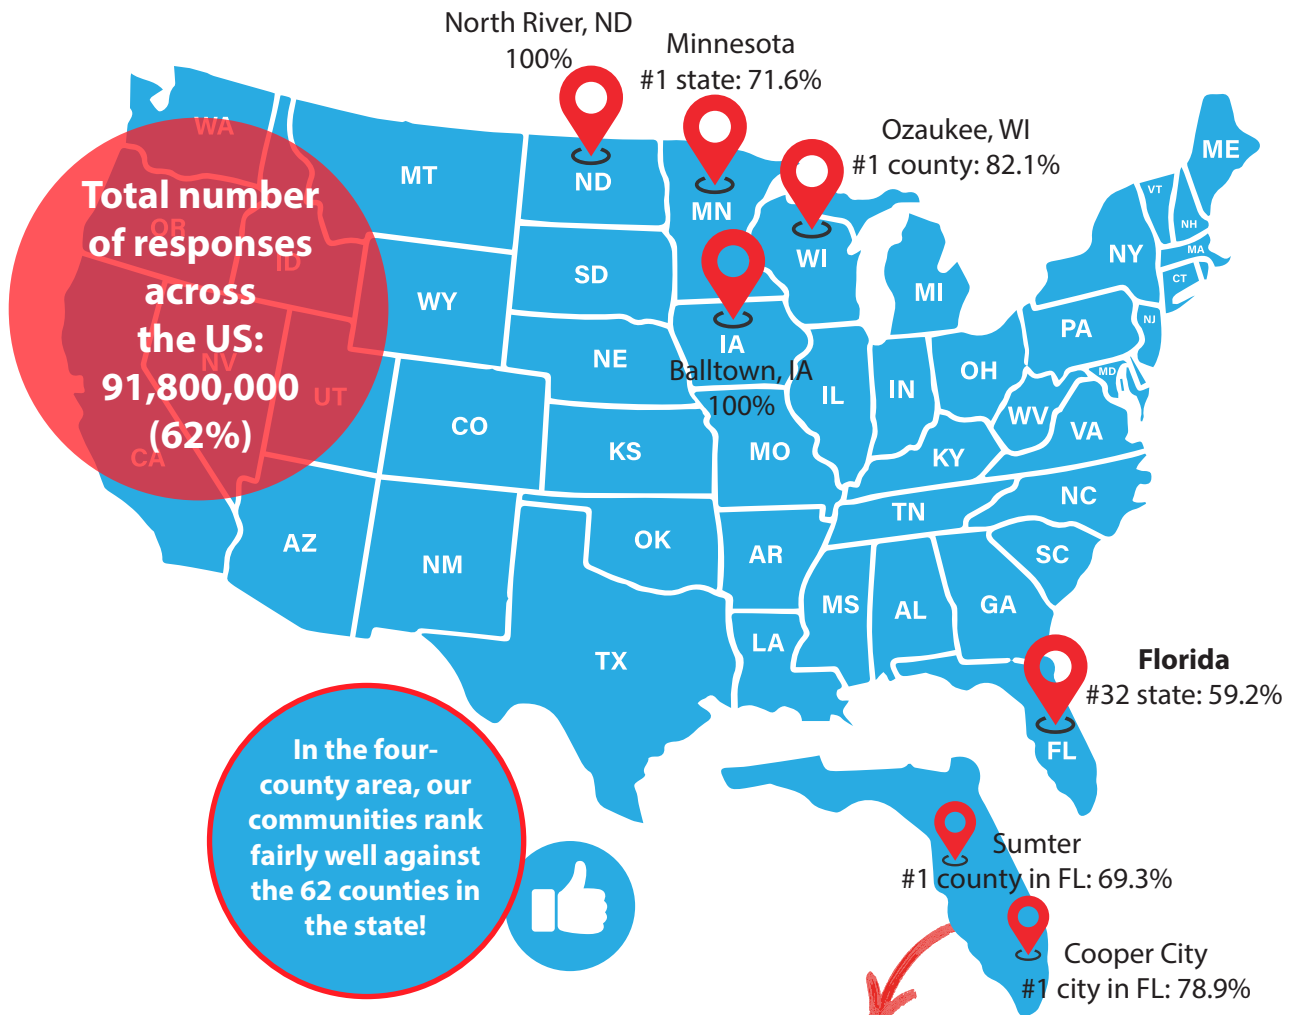 North River, ND
100%
Minnesota
#1 state: 71.6%
Ozaukee, WI
#1 county: 82.1%
WA
OR
ID
NV
UT
CA
Total number
of responses
across
the US:
91,800,000
(62%)
MT
ND
MN
WI
MI
ME
VT
NH
MA
CT
NY
SD
WY
IA
Balltown, IA
100%
NE
IL
IN
OH
PA
NJ
MD
WV
VA
CO
KS
MO
KY
NC
TN
SC
AZ
NM
OK
AR
MS
AL
GA
LA
TX
Florida
#32 state: 59.2%
FL
In the four-
county area, our
communities rank
fairly well against
the 62 counties in
the state!
Sumter
#1 county in FL: 69.3%
Cooper City
#1 city in FL: 78.9%